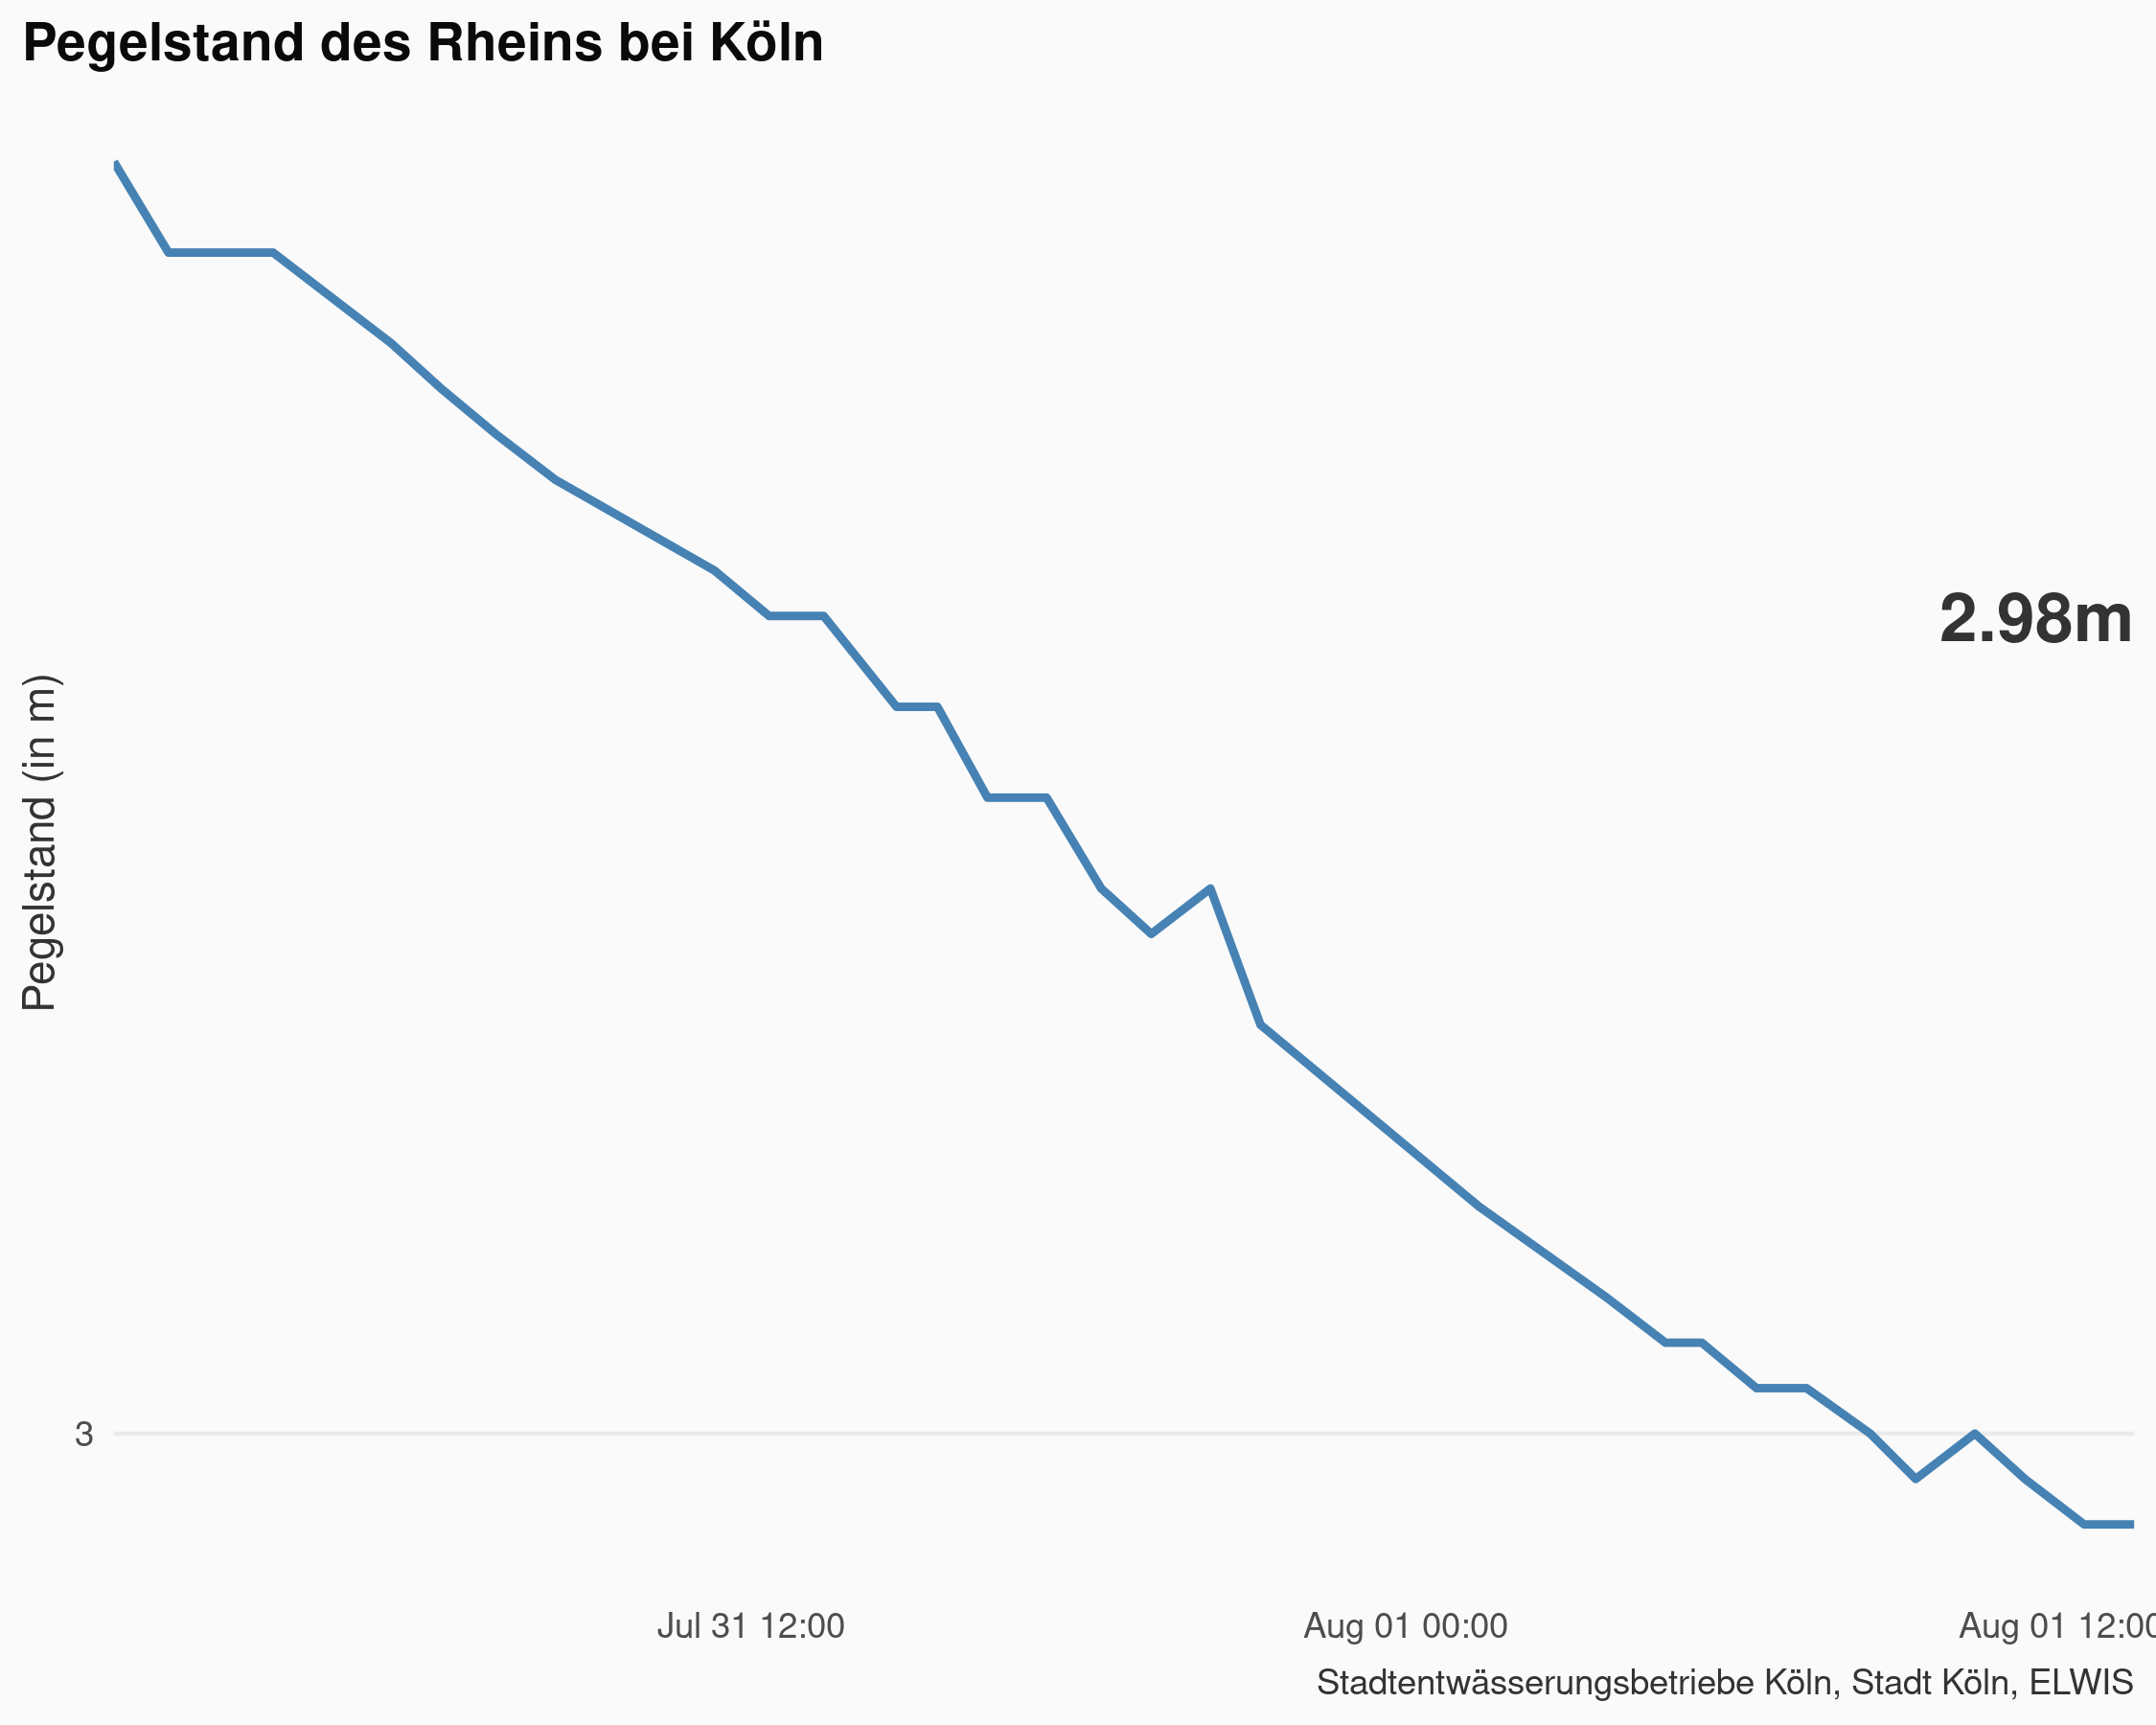 Pegelstand des Rheins bei Köln
2.98m
Pegelstand (in m)
3
Jul 31 12:00
Aug 01 00:00
Aug 01 12:00
Stadtentwässerungsbetriebe Köln, Stadt Köln, ELWIS